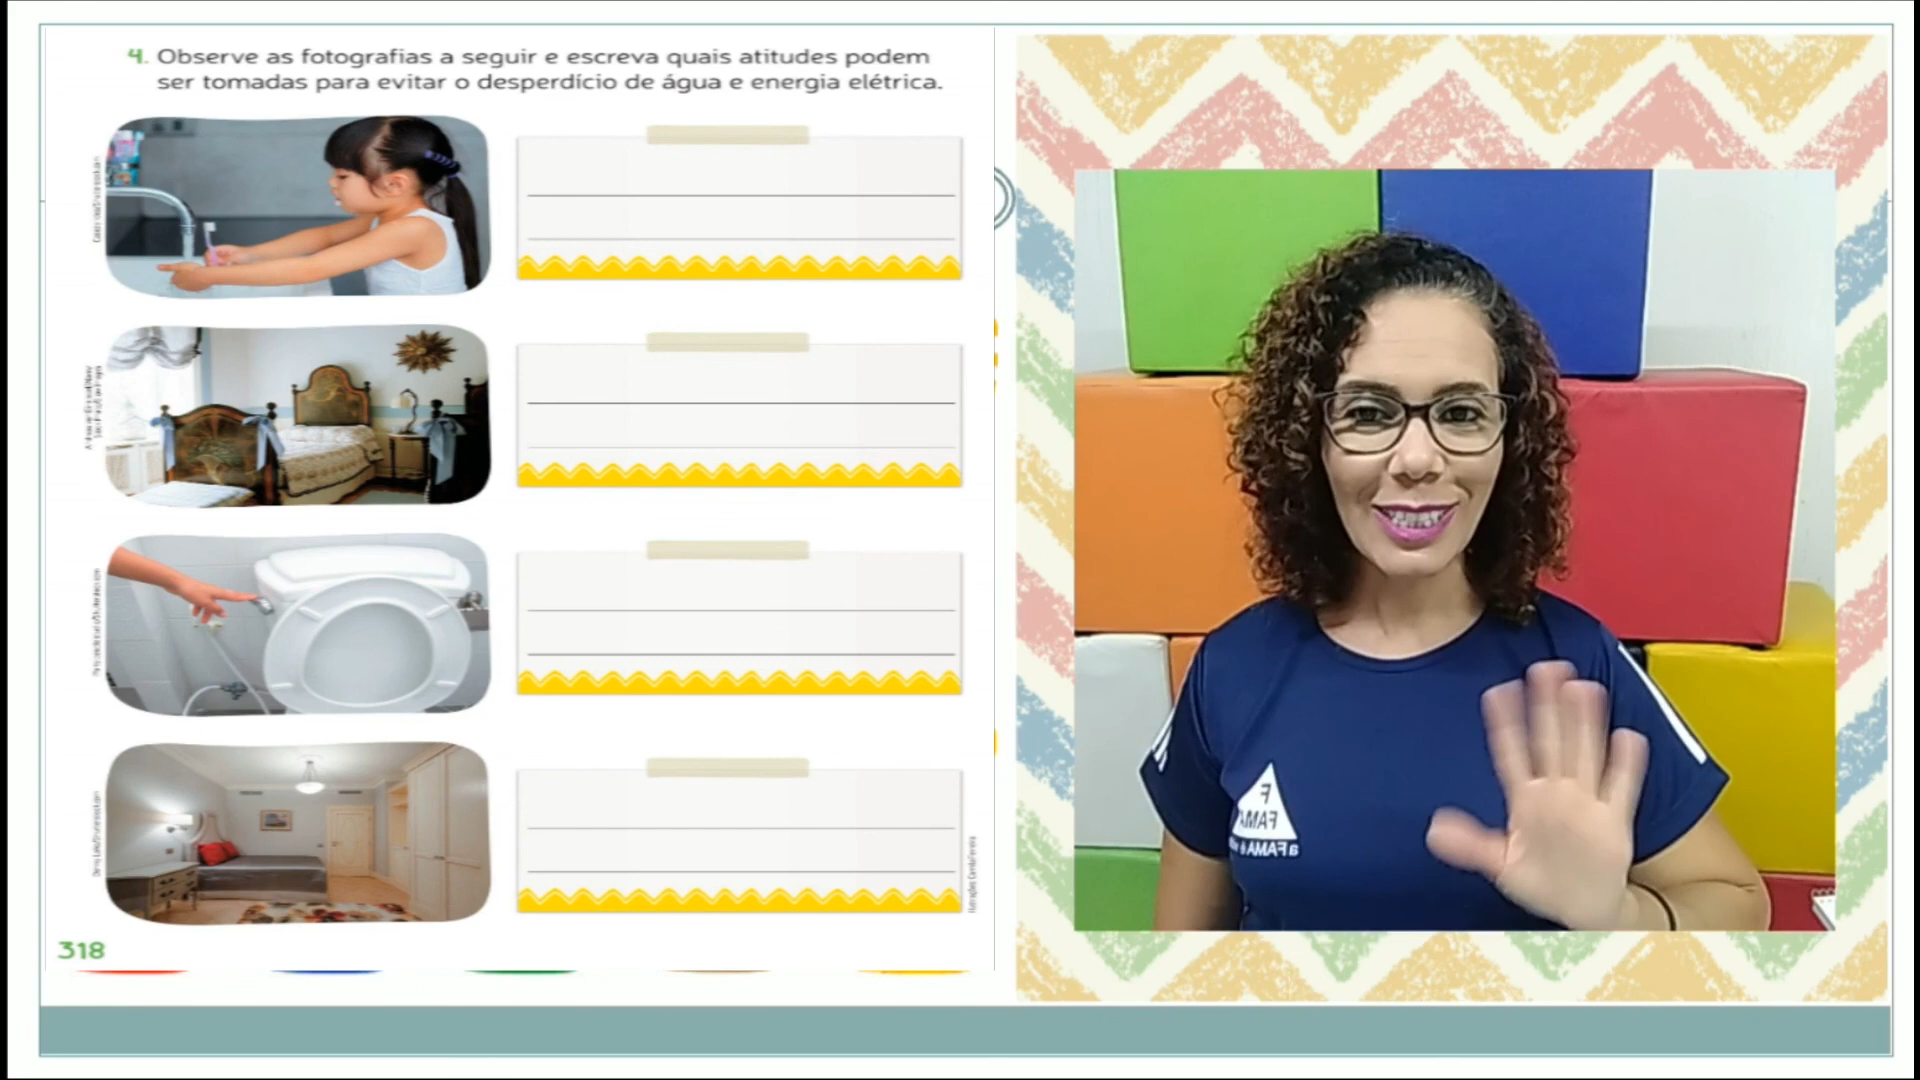 4. Observe as fotografias a seguir e escreva quais atitudes podem
ser tomadas para evitar o desperdício de água e energia elétrica.
318
F
FAMA
a FAMA é